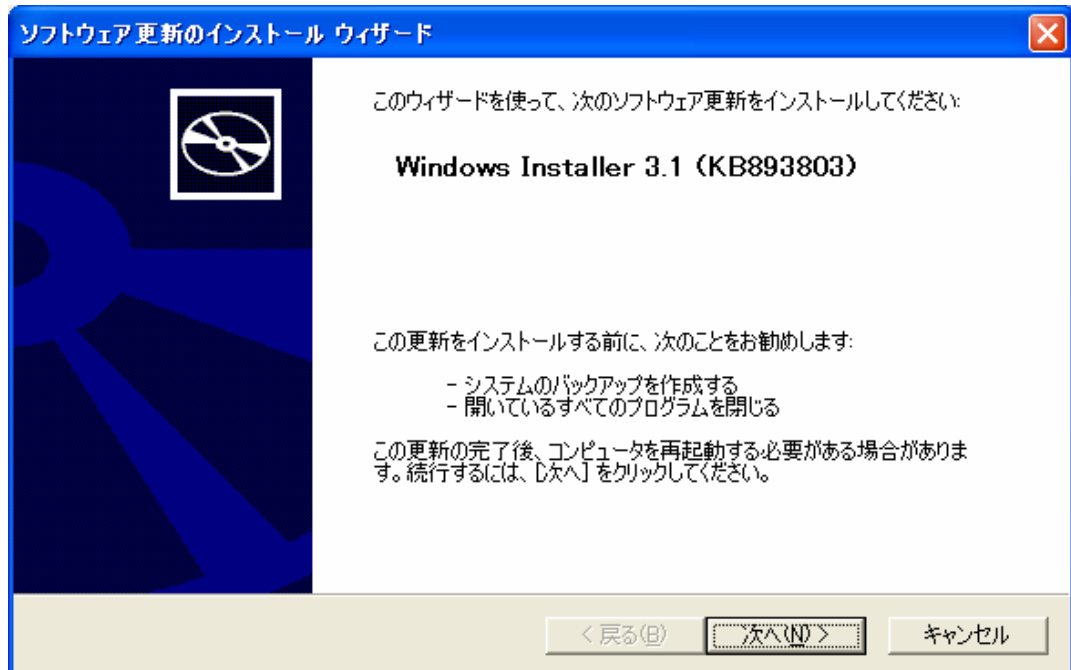 ソフトウェア更新のインストール ウィザード
このウィザードを使って、次のソフトウェア更新をインストールしてください:
Windows Installer 3.1 (KB893803)
この更新をインストールする前に、次のことをお勧めします:
- システムのバックアップを作成する
- 開いているすべてのプログラムを閉じる
この更新の完了後、コンピュータを再起動する必要がある場合がありま
す。続行するには、[次へ] をクリックしてください。
< 戻る(B)
次へ(N) >
キャンセル